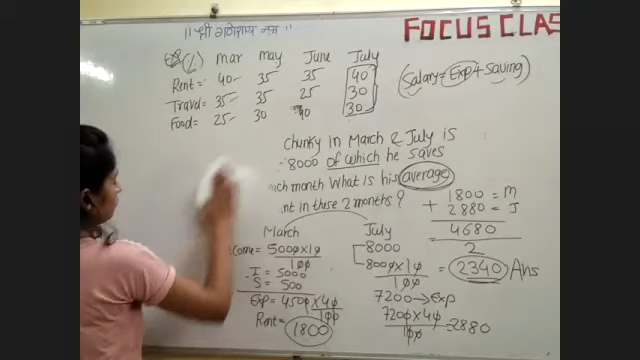 ॥ श्री गणेशाय नमः ॥
FOCUS CLAS
(%) mar may June July
Rent = 40 35 35 40
Travel = 35 35 25 30
Food = 25 30 40 30
(Salary = Exp + Saving)
Chunky in March & July is
8000 of which he saves
ach month What is his average
nt in these 2 months?
1800 = M
+ 2880 = J
4680
2
= 2340 Ans
March
come = 5000 × 10
100
I = 5000
S = 500
Exp = 4500 × 40
100
Rent = 1800
July
8000
8000 × 10
100
7200 → Exp
7200 × 40
100
= 2880